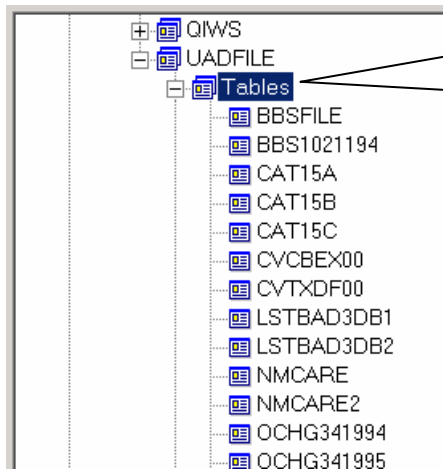 QIWS
UADFILE
Tables
BBSFILE
BBS1021194
CAT15A
CAT15B
CAT15C
CVCBEX00
CVTXDF00
LSTBAD3DB1
LSTBAD3DB2
NMCARE
NMCARE2
OCHG341994
OCHG341995